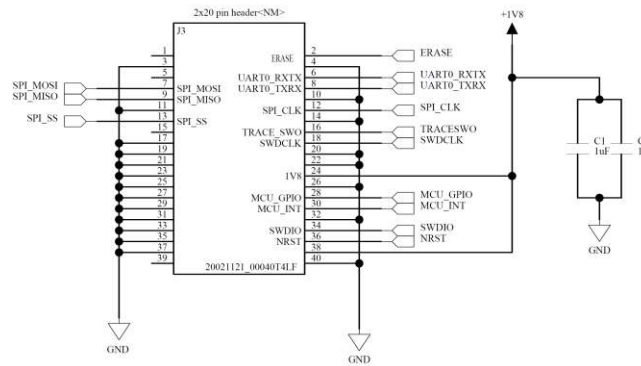 2x20 pin header<NM>
+1V8
J3
1
2
ERASE
ERASE
3
4
5
6
UART0_RXTX
UART0_RXTX
SPI_MOSI
7
SPI_MOSI
8
UART0_TXRX
UART0_TXRX
SPI_MISO
9
SPI_MISO
10
11
12
SPI_CLK
SPI_CLK
SPI_SS
13
SPI_SS
14
15
16
TRACE_SWO
TRACESWO
17
18
SWDCLK
SWDCLK
19
20
21
22
23
24
1V8
25
26
27
28
MCU_GPIO
MCU_GPIO
29
30
MCU_INT
MCU_INT
31
32
33
34
SWDIO
SWDIO
35
36
NRST
NRST
37
38
39
40
20021121_00040T4LF
C1
1uF
GND
GND
GND